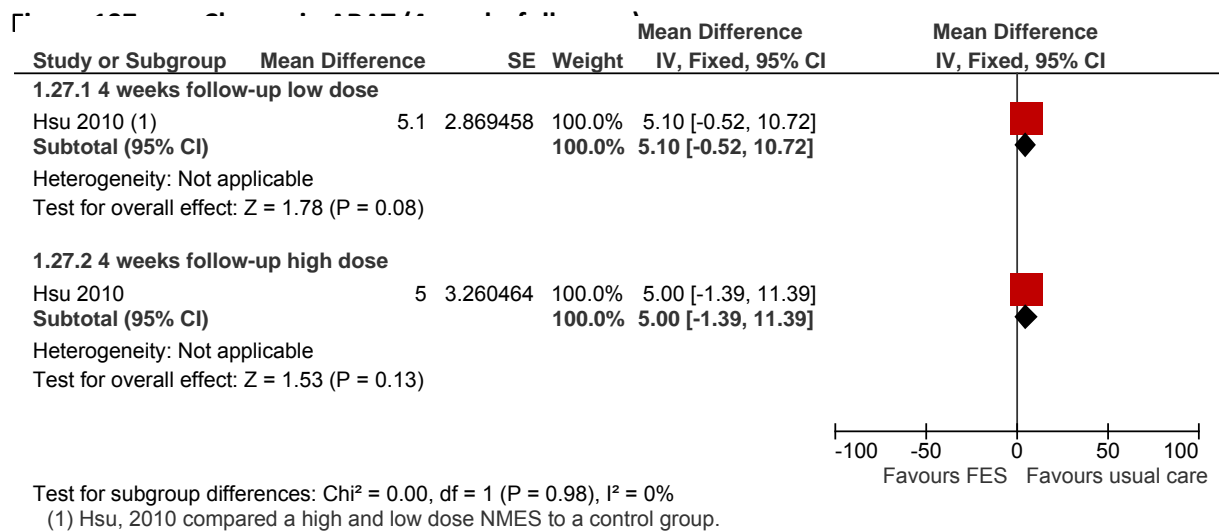 Mean Difference Mean Difference
Study or Subgroup Mean Difference SE Weight IV, Fixed, 95% CI IV, Fixed, 95% CI
1.27.1 4 weeks follow-up low dose
Hsu 2010 (1) 5.1 2.869458 100.0% 5.10 [-0.52, 10.72]
Subtotal (95% CI) 100.0% 5.10 [-0.52, 10.72]
Heterogeneity: Not applicable
Test for overall effect: Z = 1.78 (P = 0.08)
1.27.2 4 weeks follow-up high dose
Hsu 2010 5 3.260464 100.0% 5.00 [-1.39, 11.39]
Subtotal (95% CI) 100.0% 5.00 [-1.39, 11.39]
Heterogeneity: Not applicable
Test for overall effect: Z = 1.53 (P = 0.13)
-100 -50 0 50 100
Favours FES Favours usual care
Test for subgroup differences: Chi² = 0.00, df = 1 (P = 0.98), I² = 0%
(1) Hsu, 2010 compared a high and low dose NMES to a control group.